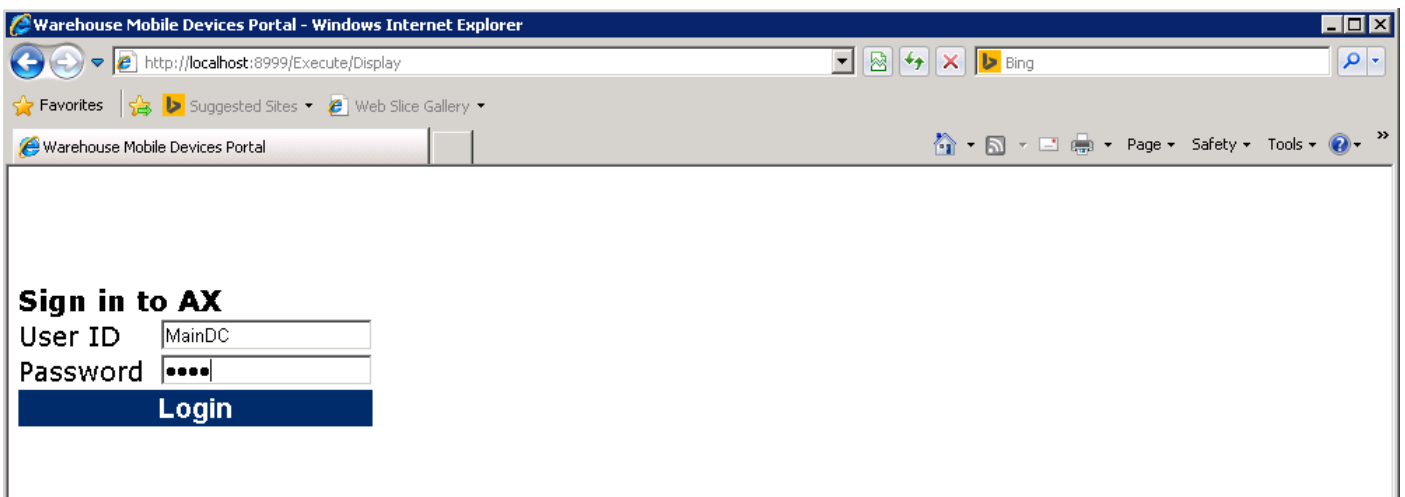 Warehouse Mobile Devices Portal - Windows Internet Explorer
http://localhost:8999/Execute/Display
Bing
Favorites Suggested Sites Web Slice Gallery
Warehouse Mobile Devices Portal
Page Safety Tools
Sign in to AX
User ID MainDC
Password ••••
Login